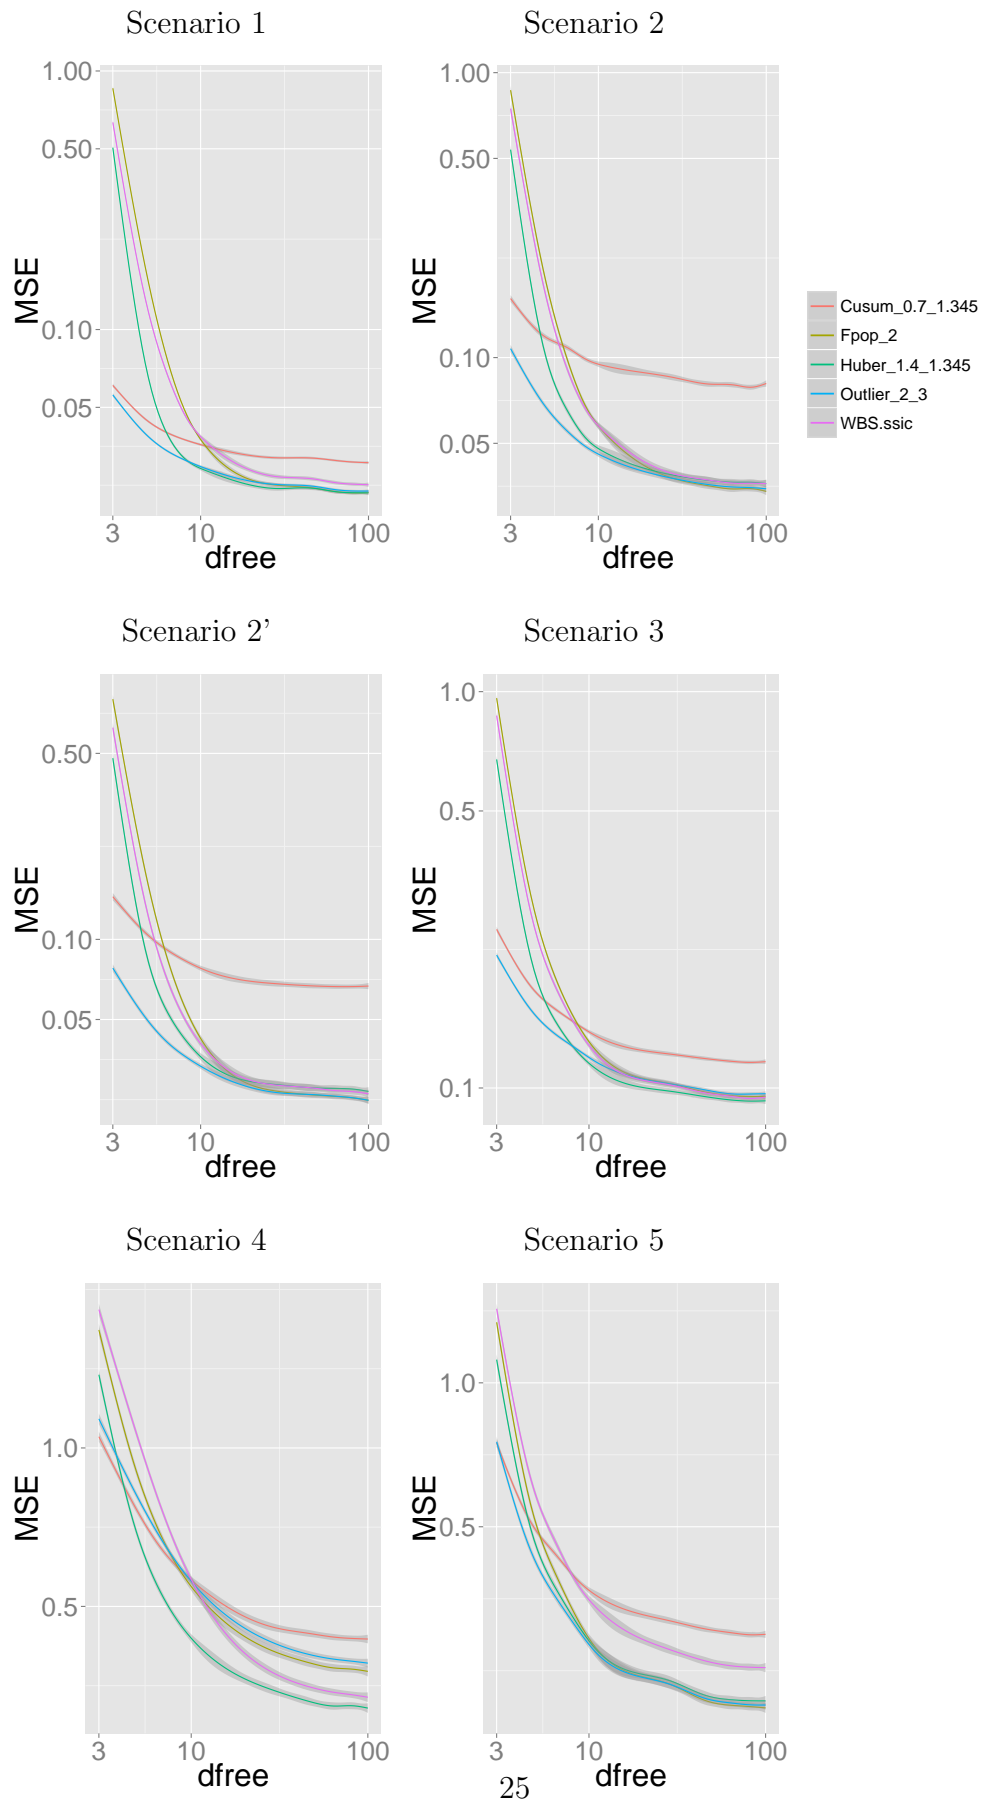 Scenario 1
Scenario 2
1.00
0.50
0.10
0.05
MSE
3
10
100
dfree
1.00
0.50
0.10
0.05
MSE
3
10
100
dfree
Cusum_0.7_1.345
Fpop_2
Huber_1.4_1.345
Outlier_2_3
WBS.ssic
Scenario 2'
Scenario 3
0.50
0.10
0.05
MSE
3
10
100
dfree
1.0
0.5
0.1
MSE
3
10
100
dfree
Scenario 4
Scenario 5
1.0
0.5
MSE
3
10
100
dfree
1.0
0.5
MSE
3
10
100
dfree
25